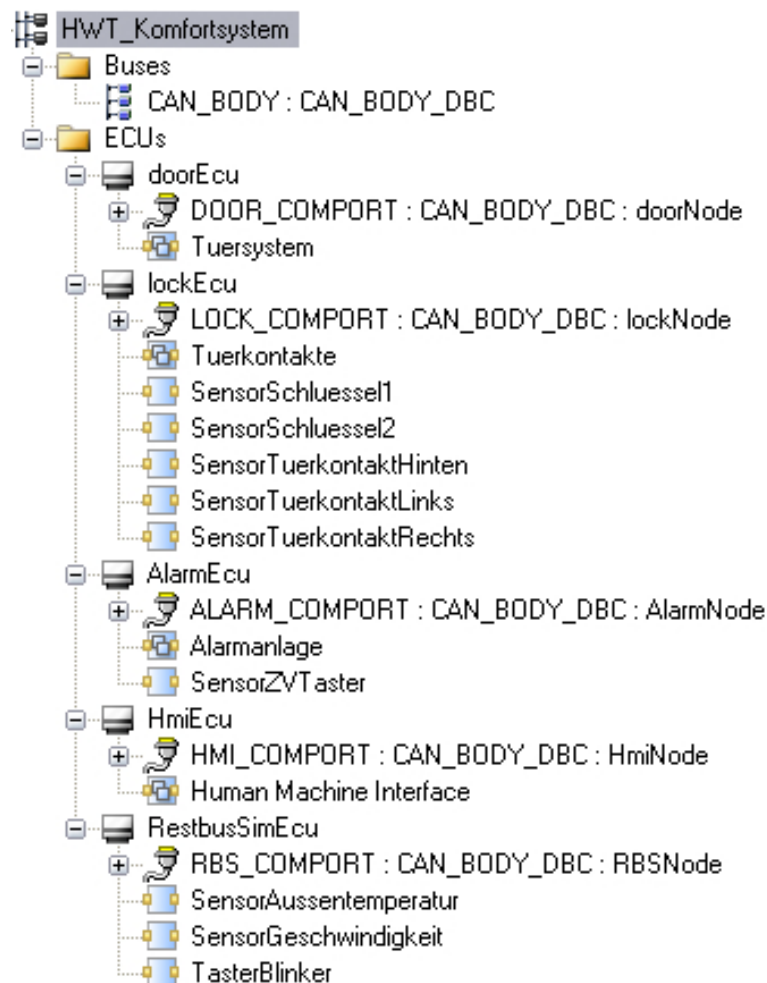 HWT_Komfortsystem
Buses
CAN_BODY : CAN_BODY_DBC
ECUs
doorEcu
DOOR_COMPORT : CAN_BODY_DBC : doorNode
Tuersystem
lockEcu
LOCK_COMPORT : CAN_BODY_DBC : lockNode
Tuerkontakte
SensorSchluessel1
SensorSchluessel2
SensorTuerkontaktHinten
SensorTuerkontaktLinks
SensorTuerkontaktRechts
AlarmEcu
ALARM_COMPORT : CAN_BODY_DBC : AlarmNode
Alarmanlage
SensorZVTaster
HmiEcu
HMI_COMPORT : CAN_BODY_DBC : HmiNode
Human Machine Interface
RestbusSimEcu
RBS_COMPORT : CAN_BODY_DBC : RBSNode
SensorAussentemperatur
SensorGeschwindigkeit
TasterBlinker